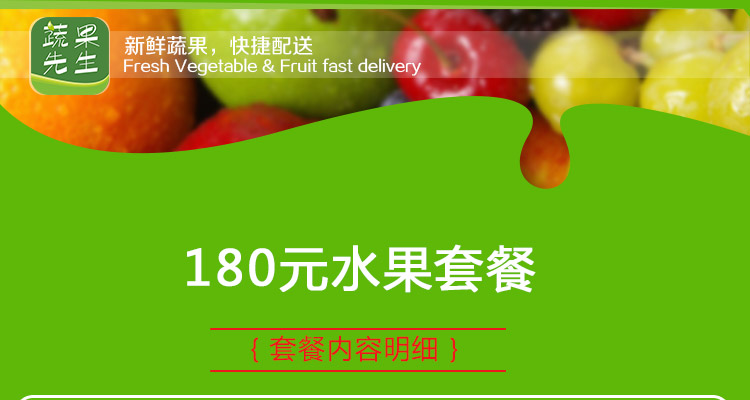 蔬果
先生
新鲜蔬果，快捷配送
Fresh Vegetable & Fruit fast delivery
180元水果套餐
{ 套餐内容明细 }